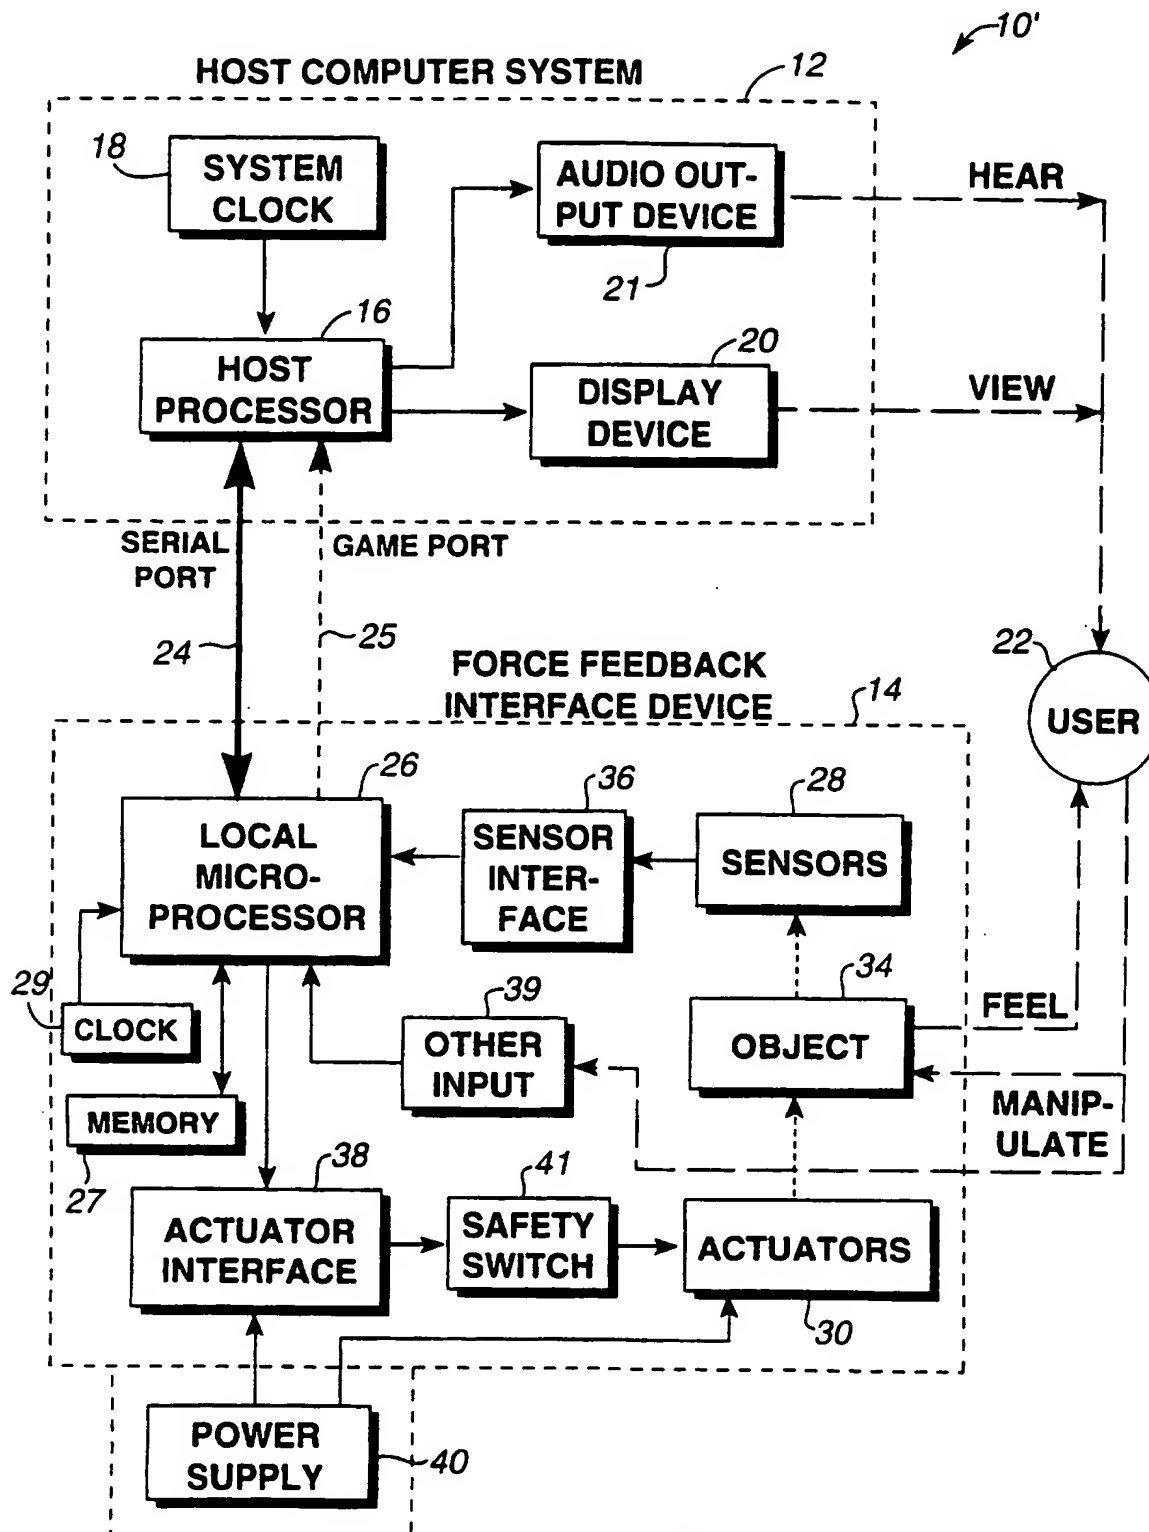 10'
HOST COMPUTER SYSTEM
12
18
SYSTEM
CLOCK
AUDIO OUT-
PUT DEVICE
21
HEAR
16
HOST
PROCESSOR
20
DISPLAY
DEVICE
VIEW
SERIAL
PORT
GAME PORT
24
25
FORCE FEEDBACK
INTERFACE DEVICE
14
22
USER
26
LOCAL
MICRO-
PROCESSOR
36
SENSOR
INTER-
FACE
28
SENSORS
29
CLOCK
39
OTHER
INPUT
34
OBJECT
FEEL
MANIP-
ULATE
MEMORY
27
38
ACTUATOR
INTERFACE
41
SAFETY
SWITCH
ACTUATORS
30
POWER
SUPPLY
40